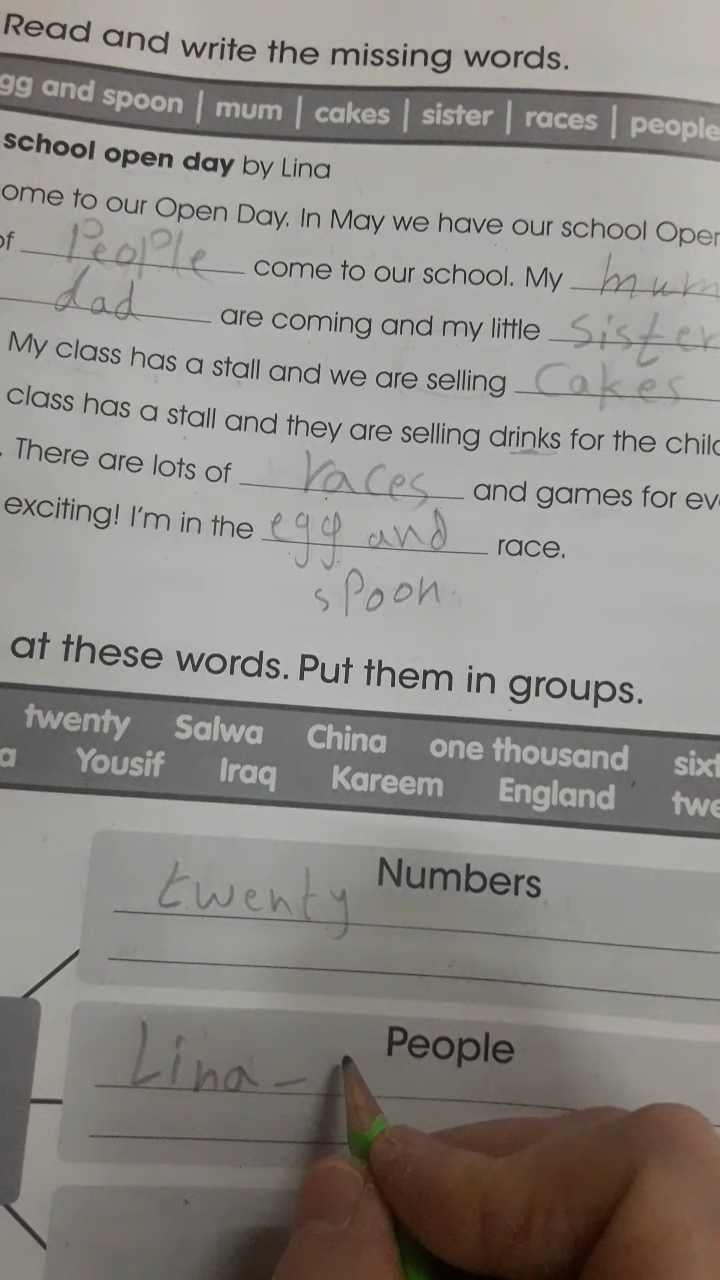 Read and write the missing words.
gg and spoon | mum | cakes | sister | races | people
school open day by Lina
ome to our Open Day. In May we have our school Open
of People come to our school. My mum
dad are coming and my little sister
My class has a stall and we are selling Cakes
class has a stall and they are selling drinks for the child
. There are lots of races and games for eve
exciting! I'm in the egg and race.
spoon.
at these words. Put them in groups.
twenty Salwa China one thousand sixt
a Yousif Iraq Kareem England twe
Numbers
twenty
People
Lina -